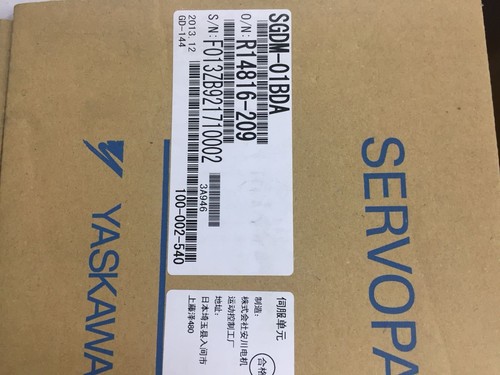 SGDM-01BDA
O/N: R14816-209
S/N: F013ZB921710002
2013.12
GD-144
3A946
100-002-540
SERVOPA
YASKAWA
伺服单元
制造:
株式会社安川电机
运动控制工厂
地址:
日本埼玉县入间市
上藤泽480
合格